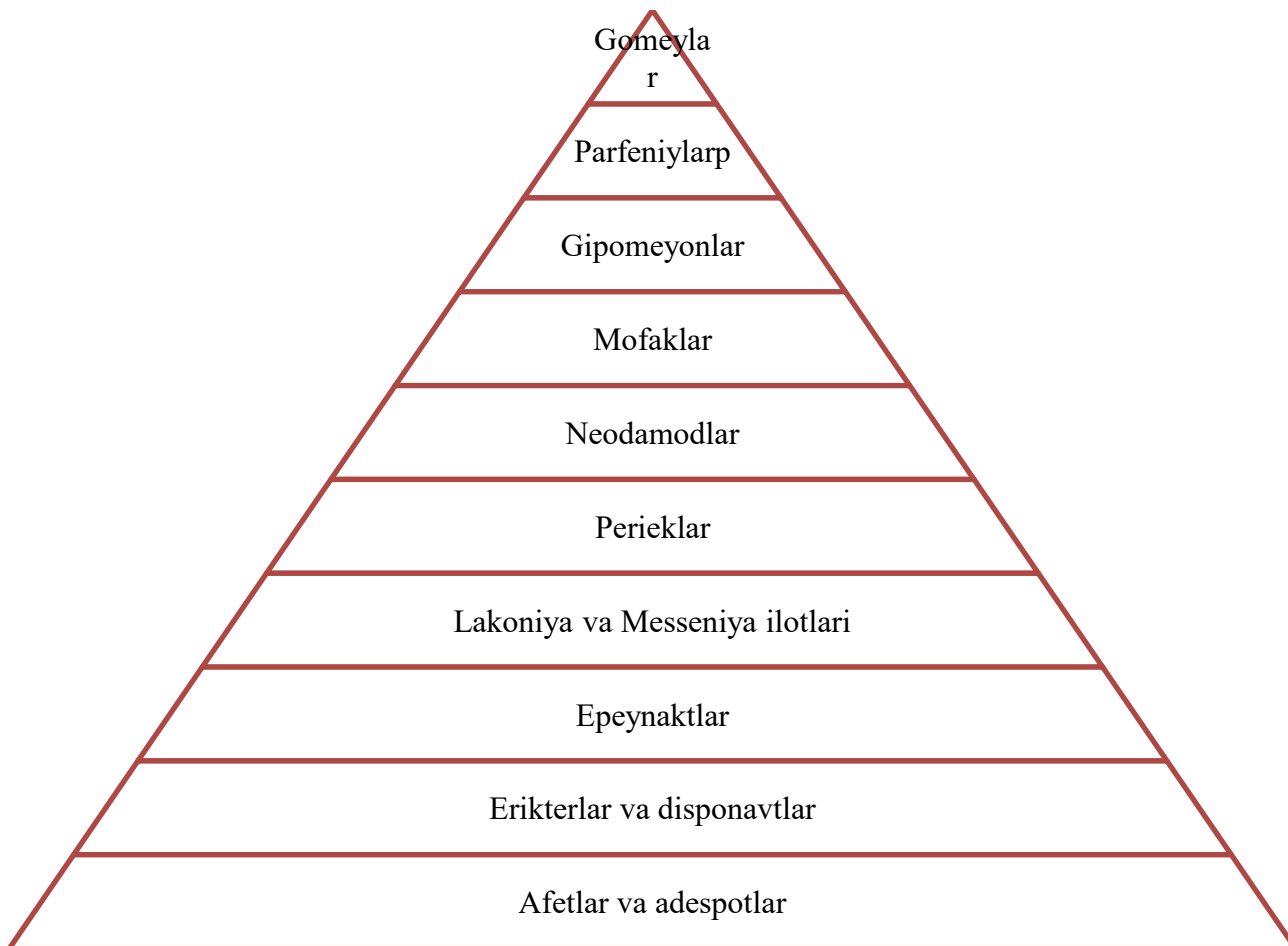 Gomeyla
r
Parfeniylarp
Gipomeyonlar
Mofaklar
Neodamodlar
Perieklar
Lakoniya va Messeniya ilotlari
Epeynaktlar
Erikterlar va disponavtlar
Afetlar va adespotlar